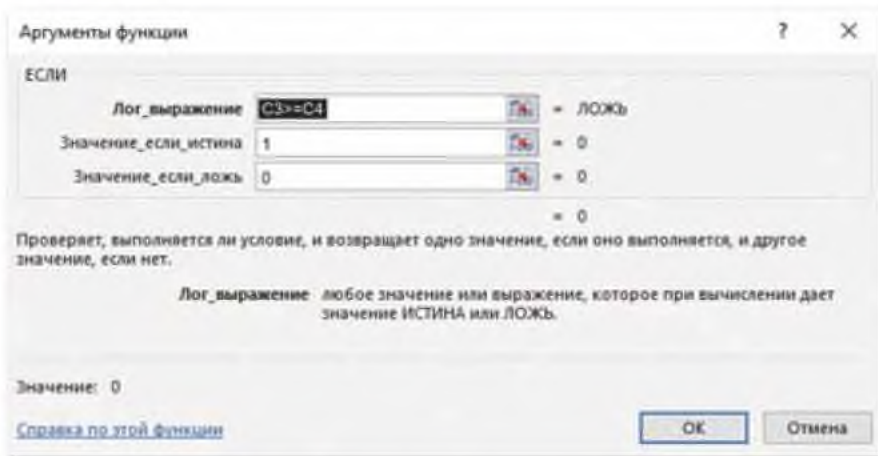 Аргументы функции ? ×
ЕСЛИ
Лог_выражение C3>=C4 = ЛОЖЬ
Значение_если_истина 1 = 0
Значение_если_ложь 0 = 0
= 0
Проверяет, выполняется ли условие, и возвращает одно значение, если оно выполняется, и другое
значение, если нет.
Лог_выражение любое значение или выражение, которое при вычислении дает
значение ИСТИНА или ЛОЖЬ.
Значение: 0
Справка по этой функции
ОК
Отмена